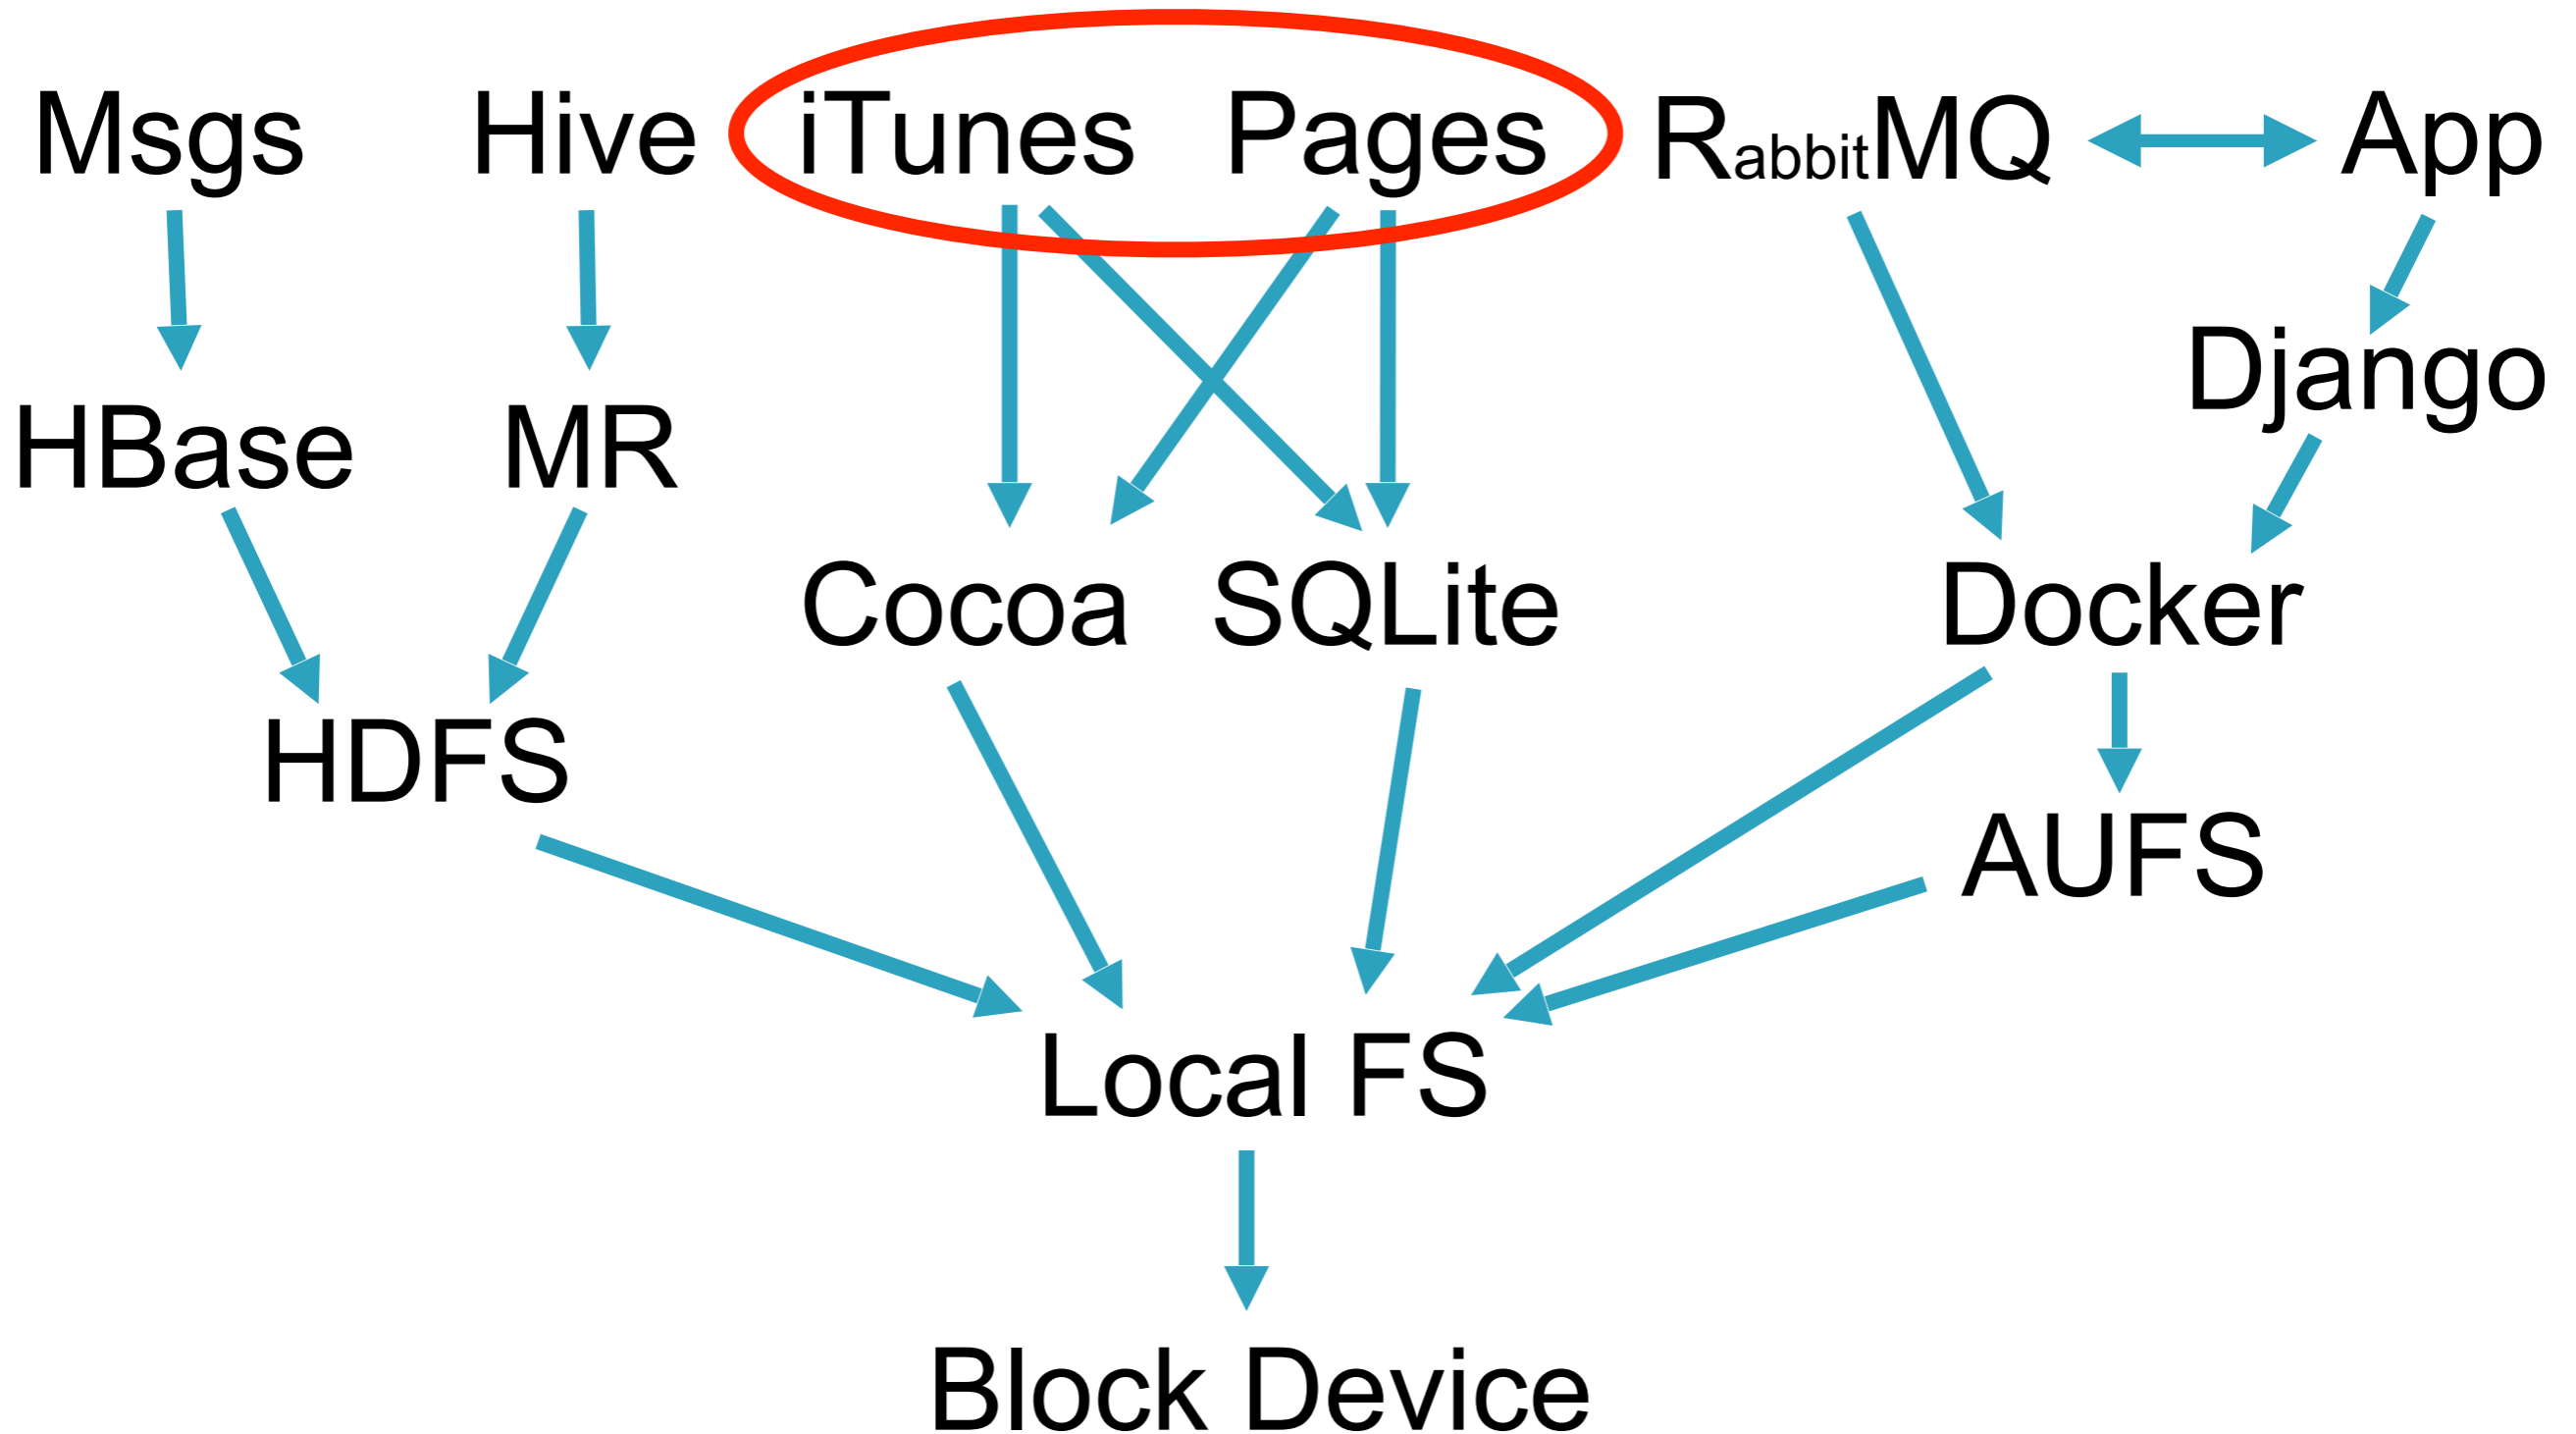 Msgs Hive iTunes Pages RabbitMQ App
Django
HBase MR
Cocoa SQLite Docker
HDFS
AUFS
Local FS
Block Device